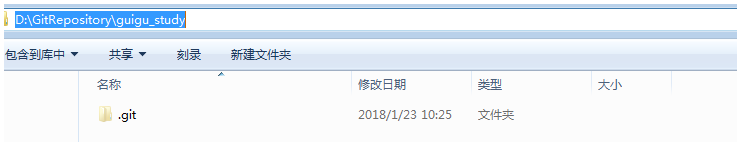 D:\GitRepository\guigu_study
包含到库中 共享 刻录 新建文件夹
名称 修改日期 类型 大小
.git 2018/1/23 10:25 文件夹